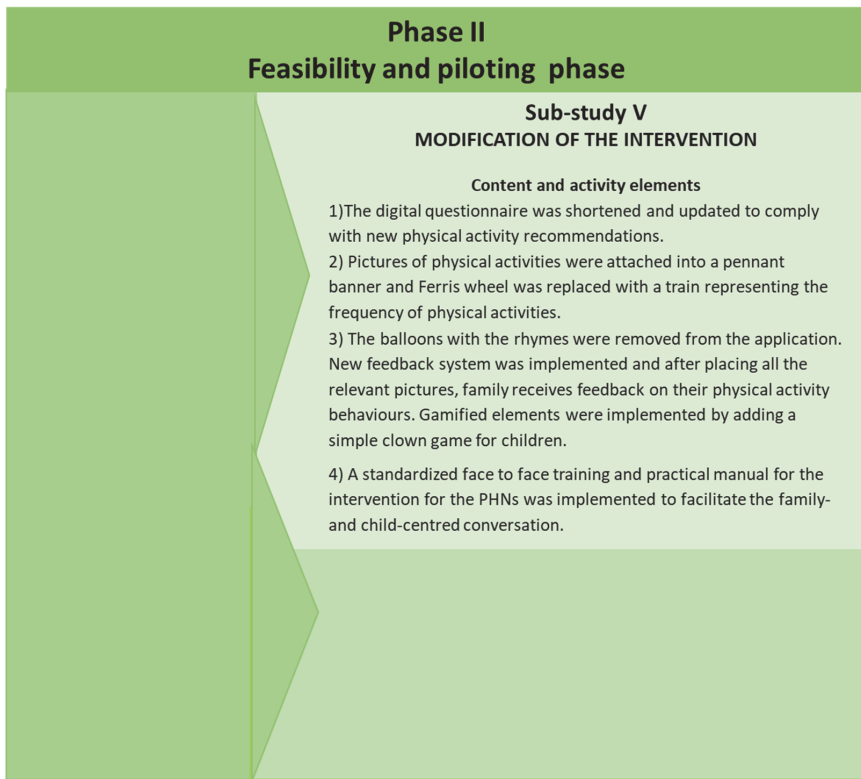 Phase II
Feasibility and piloting phase
Sub-study V
MODIFICATION OF THE INTERVENTION
Content and activity elements
1)The digital questionnaire was shortened and updated to comply
with new physical activity recommendations.
2) Pictures of physical activities were attached into a pennant
banner and Ferris wheel was replaced with a train representing the
frequency of physical activities.
3) The balloons with the rhymes were removed from the application.
New feedback system was implemented and after placing all the
relevant pictures, family receives feedback on their physical activity
behaviours. Gamified elements were implemented by adding a
simple clown game for children.
4) A standardized face to face training and practical manual for the
intervention for the PHNs was implemented to facilitate the family-
and child-centred conversation.